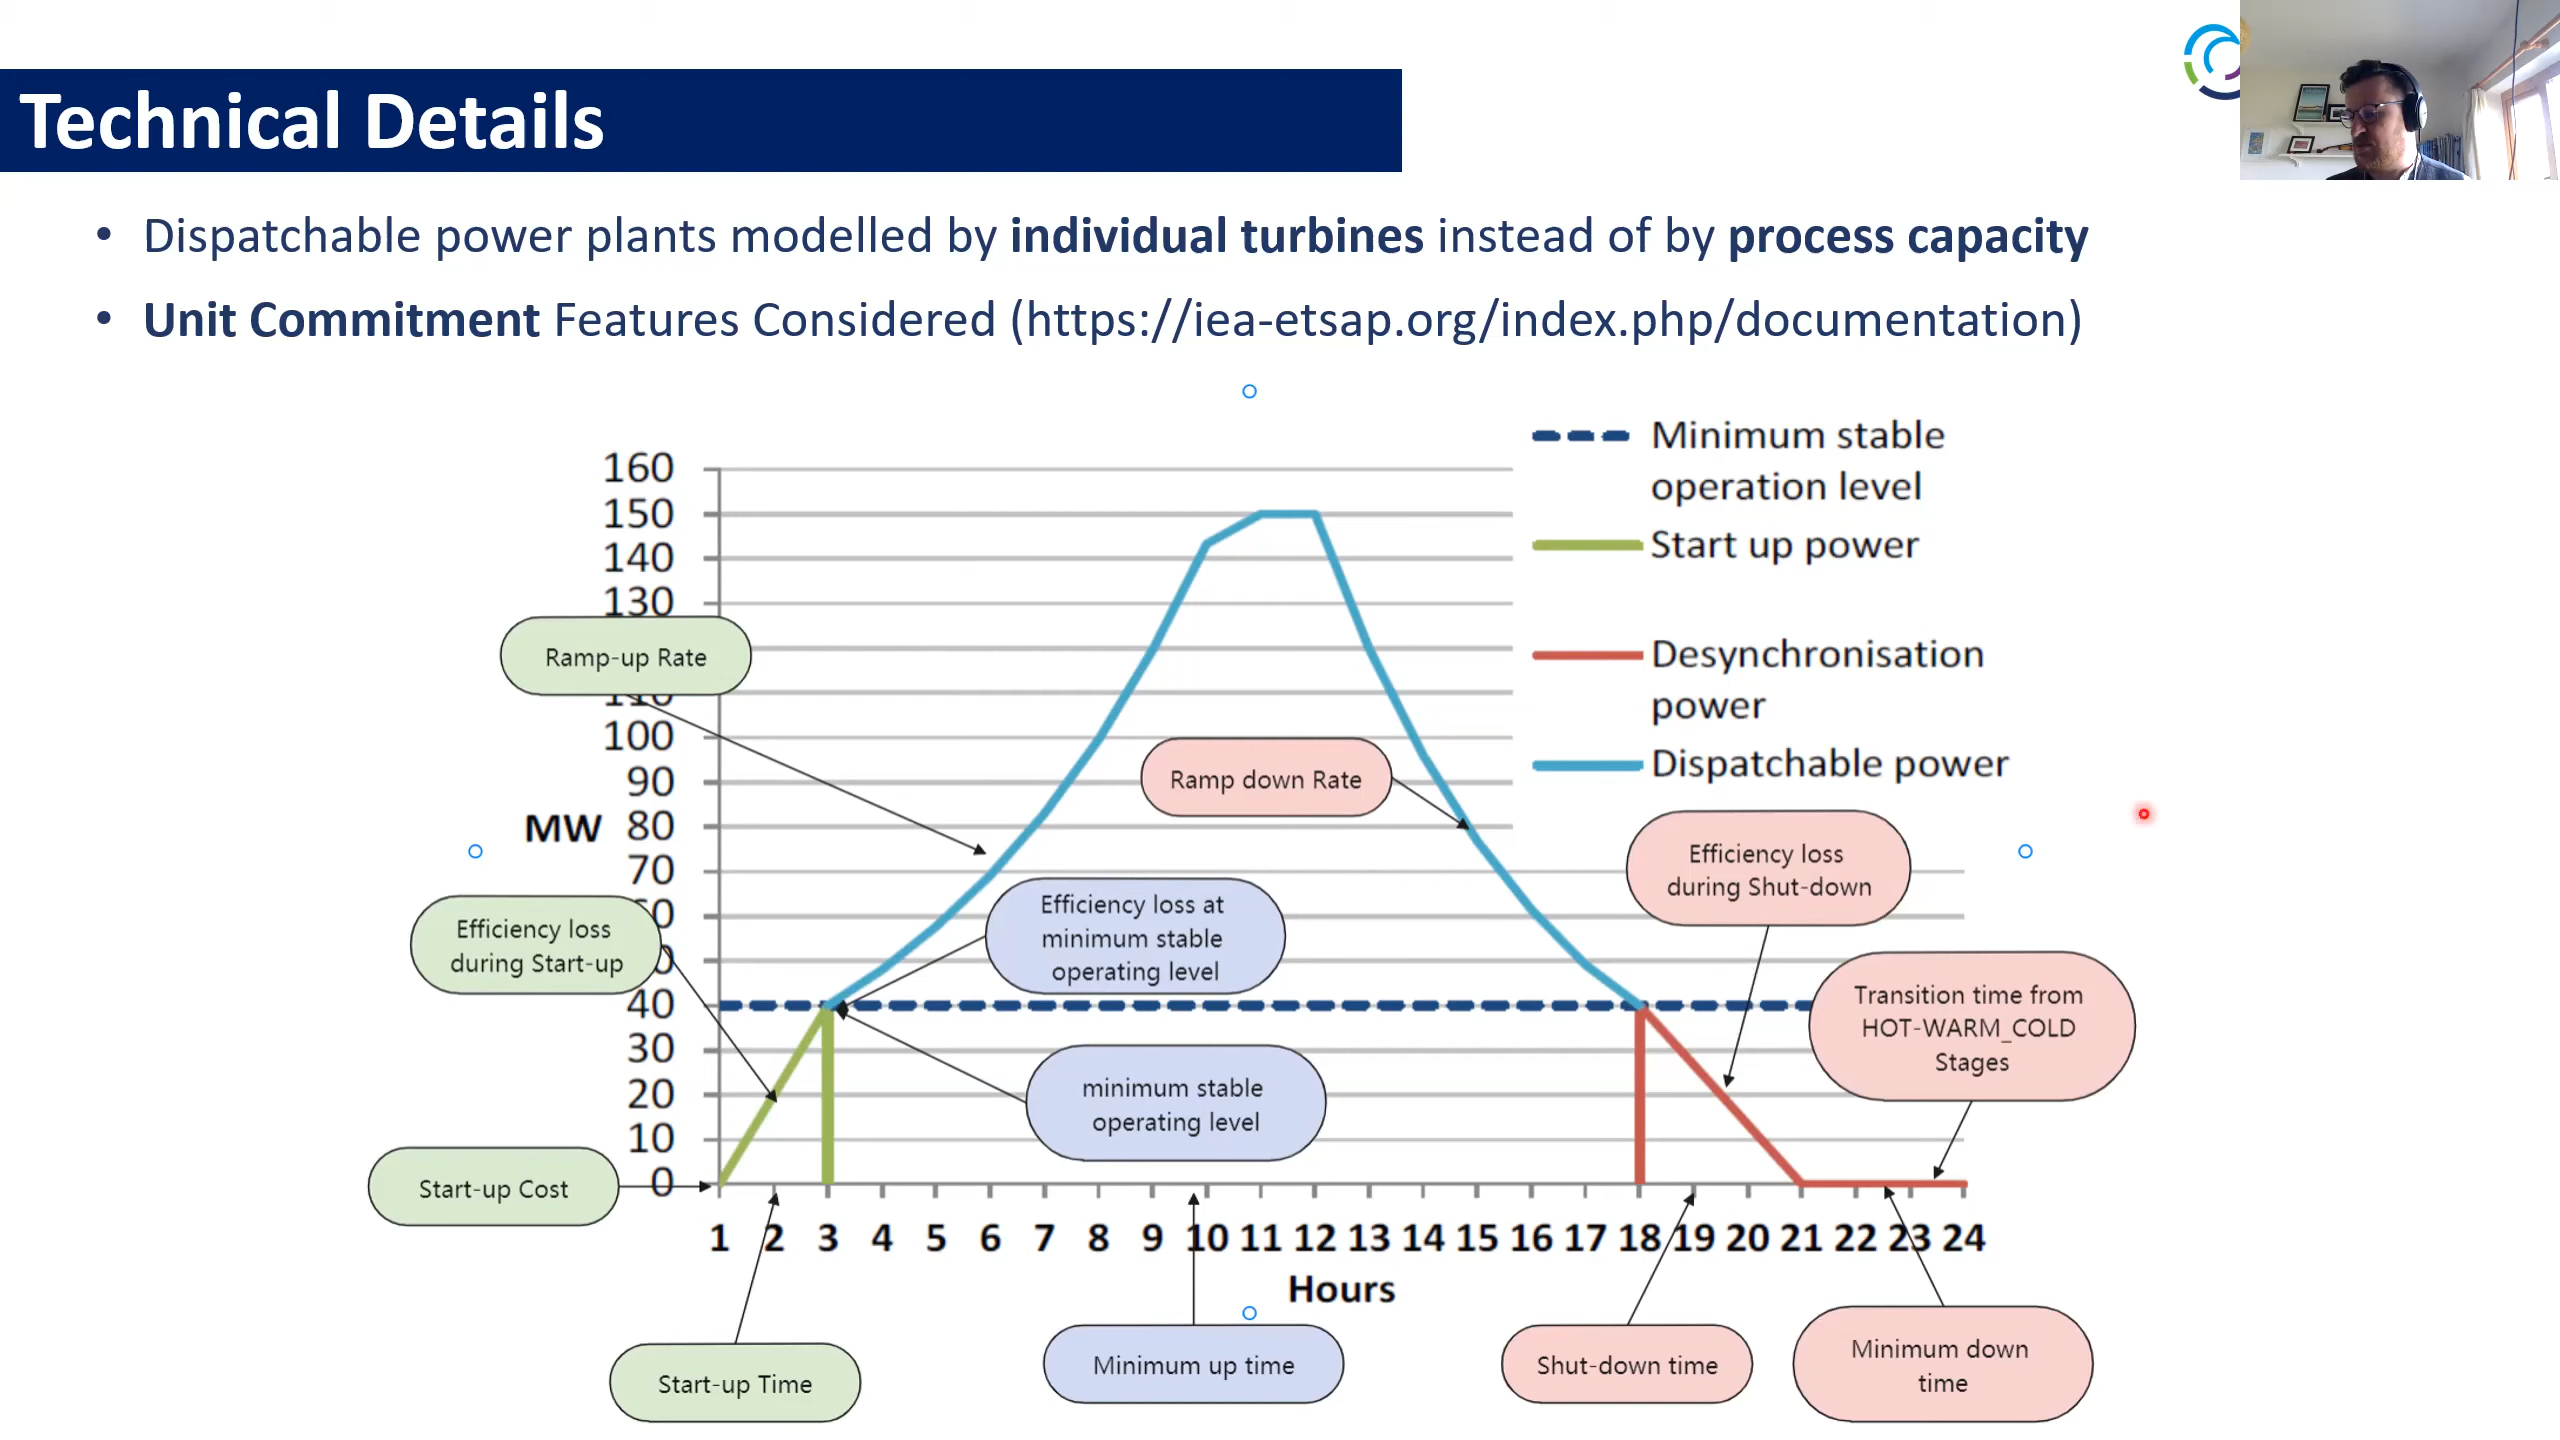 Technical Details
• Dispatchable power plants modelled by individual turbines instead of by process capacity
• Unit Commitment Features Considered (https://iea-etsap.org/index.php/documentation)
160
150
140
130
100
90
80
70
40
30
20
10
0
MW
1 2 3 4 5 6 7 8 9 10 11 12 13 14 15 16 17 18 19 20 21 22 23 24
Hours
Minimum stable
operation level
Start up power
Desynchronisation
power
Dispatchable power
Ramp-up Rate
Ramp down Rate
Efficiency loss
during Shut-down
Efficiency loss at
minimum stable
operating level
Efficiency loss
during Start-up
Transition time from
HOT-WARM_COLD
Stages
minimum stable
operating level
Start-up Cost
Start-up Time
Minimum up time
Shut-down time
Minimum down
time